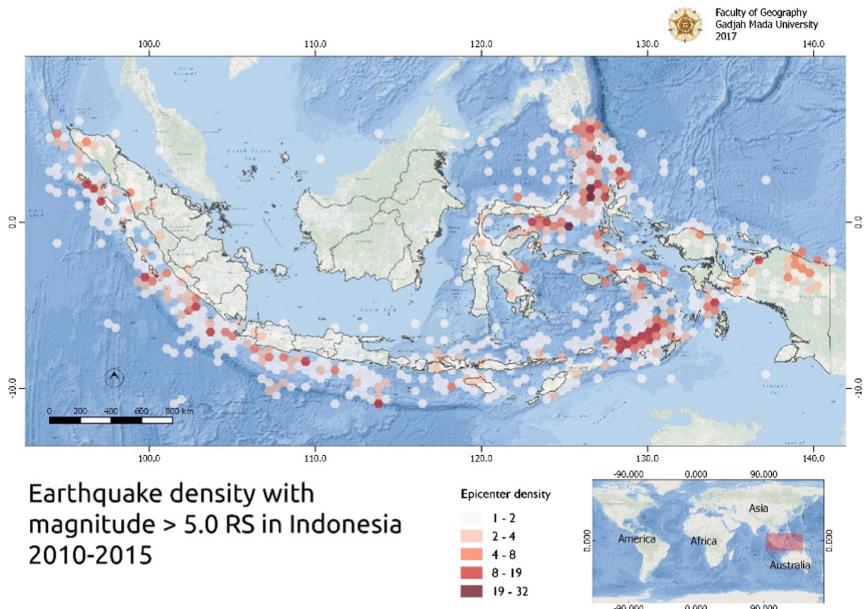 Faculty of Geography
Gadjah Mada University
2017
100.0 110.0 120.0 130.0 140.0
0.0 0.0
-10.0 -10.0
0 200 400 600 800 km
100.0 110.0 120.0 130.0 140.0
Earthquake density with
magnitude > 5.0 RS in Indonesia
2010-2015
Epicenter density
1 - 2
2 - 4
4 - 8
8 - 19
19 - 32
-90.000 0.000 90.000
Asia
America Africa
0.000 0.000
Australia
-90.000 0.000 90.000